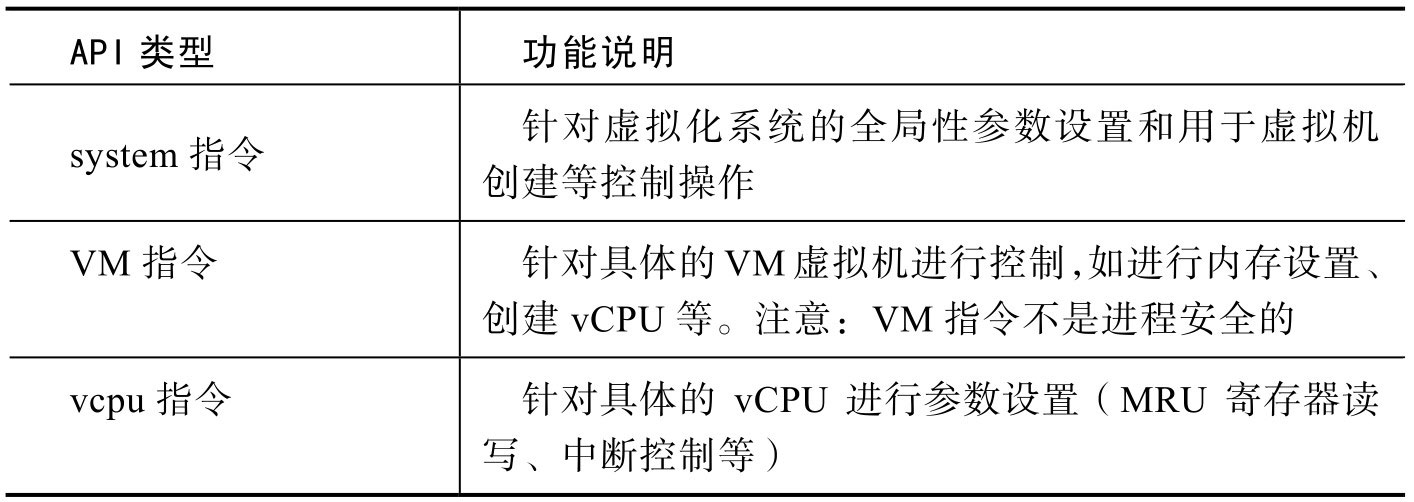 API 类型 功能说明
针对虚拟化系统的全局性参数设置和用于虚拟机
system 指令
创建等控制操作
VM 指令 针对具体的 VM 虚拟机进行控制,如进行内存设置、
创建 vCPU 等。注意：VM 指令不是进程安全的
vcpu 指令 针对具体的 vCPU 进行参数设置（MRU 寄存器读
写、中断控制等）